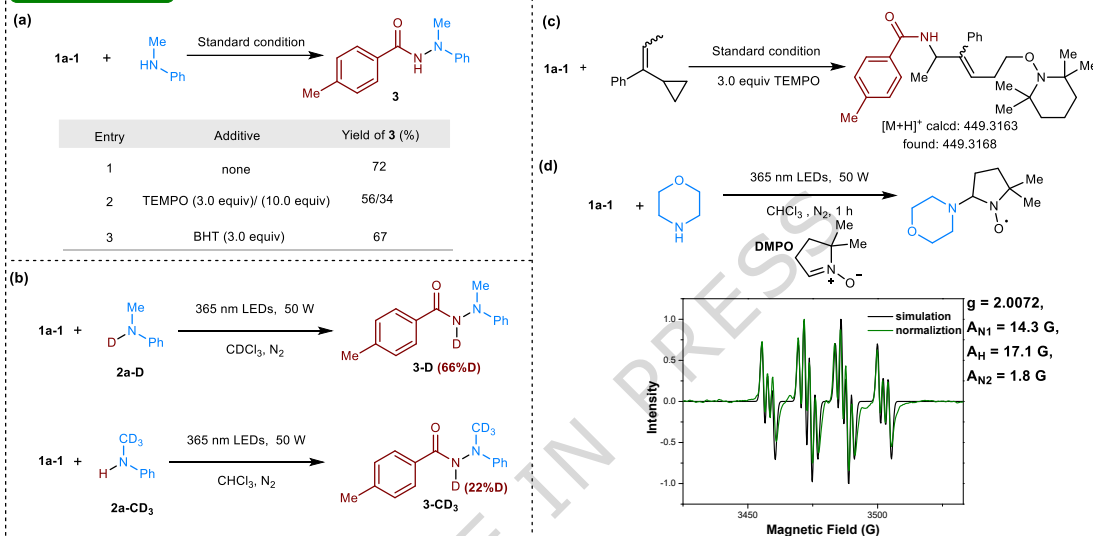 (a)
1a-1 + Me HN Ph Standard condition Me O N Ph N H Me 3
Entry Additive Yield of 3 (%)
1 none 72
2 TEMPO (3.0 equiv)/ (10.0 equiv) 56/34
3 BHT (3.0 equiv) 67
(b)
1a-1 + Me N D Ph 365 nm LEDs, 50 W Me O N N Ph D Me
2a-D CDCl3, N2 3-D (66%D)
1a-1 + CD3 N H Ph 365 nm LEDs, 50 W CD3 O N N Ph D (22%D) Me
2a-CD3 CHCl3, N2 3-CD3
(c)
1a-1 + Ph Standard condition O NH Ph Me O N Me Me Me Me Me
3.0 equiv TEMPO
[M+H]+ calcd: 449.3163
found: 449.3168
(d)
1a-1 + O N H 365 nm LEDs, 50 W O N N O• Me Me
CHCl3 , N2, 1 h
DMPO Me Me N + O −
simulation
normaliztion
g = 2.0072,
AN1 = 14.3 G,
AH = 17.1 G,
AN2 = 1.8 G
Intensity
1.0
0.5
0.0
-0.5
-1.0
3450 3500
Magnetic Field (G)
E IN PRESS